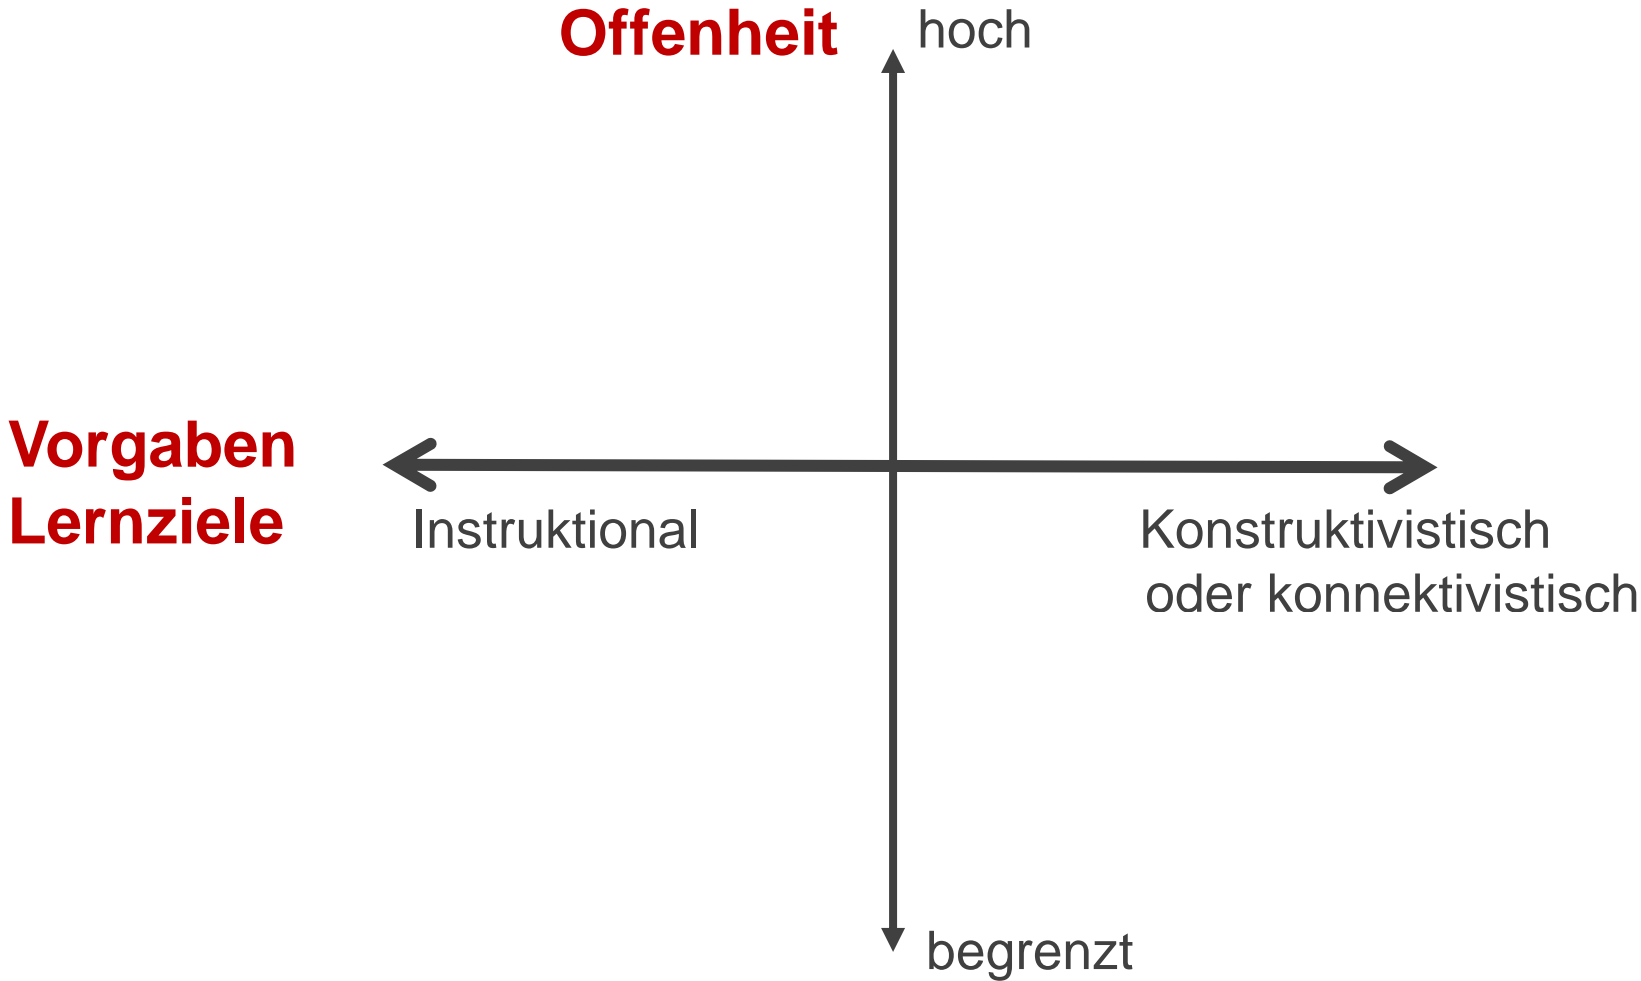 Offenheit
hoch
Vorgaben
Lernziele
Instruktional
Konstruktivistisch
oder konnektivistisch
begrenzt